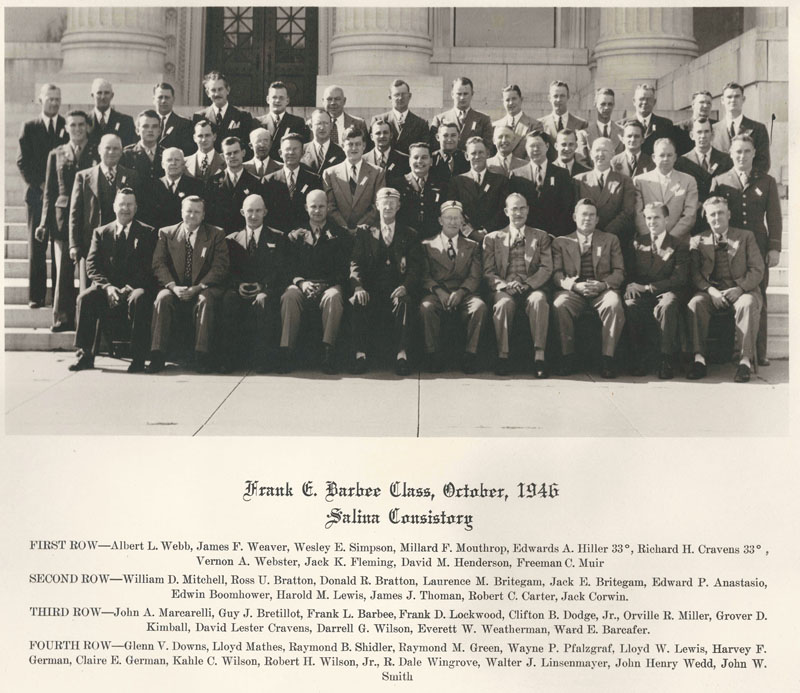 Frank E. Barbee Class, October, 1946
Salina Consistory
FIRST ROW—Albert L. Webb, James F. Weaver, Wesley E. Simpson, Millard F. Mouthrop, Edwards A. Hiller 33°, Richard H. Cravens 33° ,
Vernon A. Webster, Jack K. Fleming, David M. Henderson, Freeman C. Muir
SECOND ROW—William D. Mitchell, Ross U. Bratton, Donald R. Bratton, Laurence M. Britegam, Jack E. Britegam, Edward P. Anastasio,
Edwin Boomhower, Harold M. Lewis, James J. Thoman, Robert C. Carter, Jack Corwin.
THIRD ROW—John A. Marcarelli, Guy J. Bretillot, Frank L. Barbee, Frank D. Lockwood, Clifton B. Dodge, Jr., Orville R. Miller, Grover D.
Kimball, David Lester Cravens, Darrell G. Wilson, Everett W. Weatherman, Ward E. Barcafer.
FOURTH ROW—Glenn V. Downs, Lloyd Mathes, Raymond B. Shidler, Raymond M. Green, Wayne P. Pfalzgraf, Lloyd W. Lewis, Harvey F.
German, Claire E. German, Kahle C. Wilson, Robert H. Wilson, Jr., R. Dale Wingrove, Walter J. Linsenmayer, John Henry Wedd, John W.
Smith